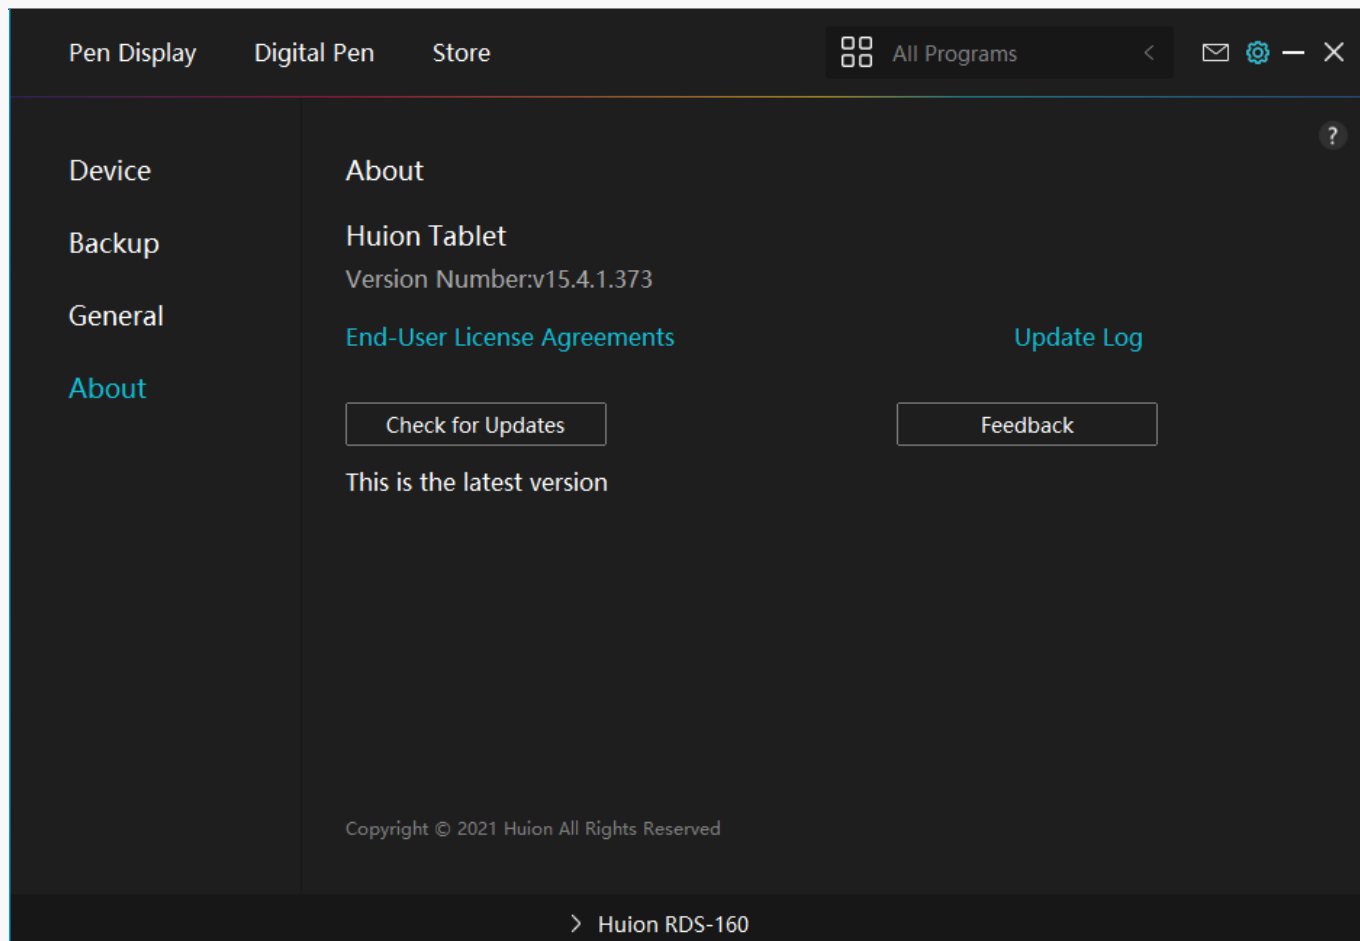 Pen Display Digital Pen Store All Programs
?
Device
Backup
General
About
About
Huion Tablet
Version Number:v15.4.1.373
End-User License Agreements Update Log
Check for Updates Feedback
This is the latest version
Copyright © 2021 Huion All Rights Reserved
Huion RDS-160